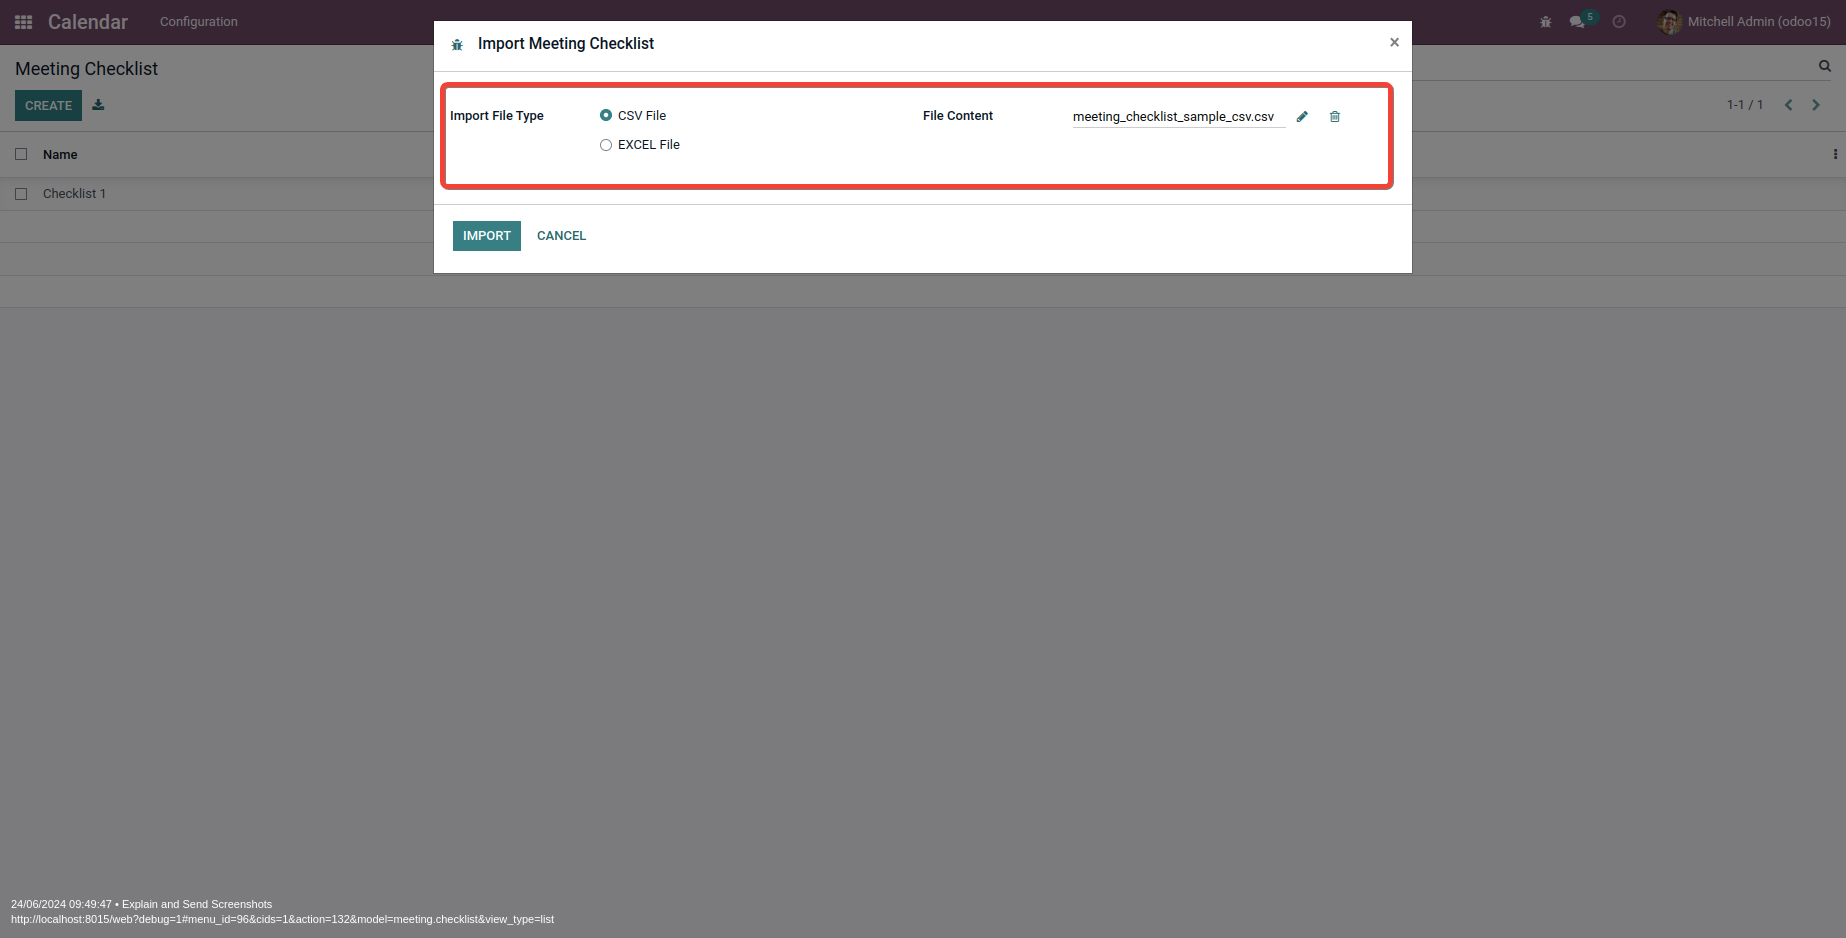 Calendar Configuration 5 Mitchell Admin (odoo15)
Import Meeting Checklist ×
Meeting Checklist
CREATE 1-1 / 1
Import File Type CSV File File Content meeting_checklist_sample_csv.csv
EXCEL File
Name
Checklist 1
IMPORT CANCEL
24/06/2024 09:49:47 • Explain and Send Screenshots
http://localhost:8015/web?debug=1#menu_id=96&cids=1&action=132&model=meeting.checklist&view_type=list